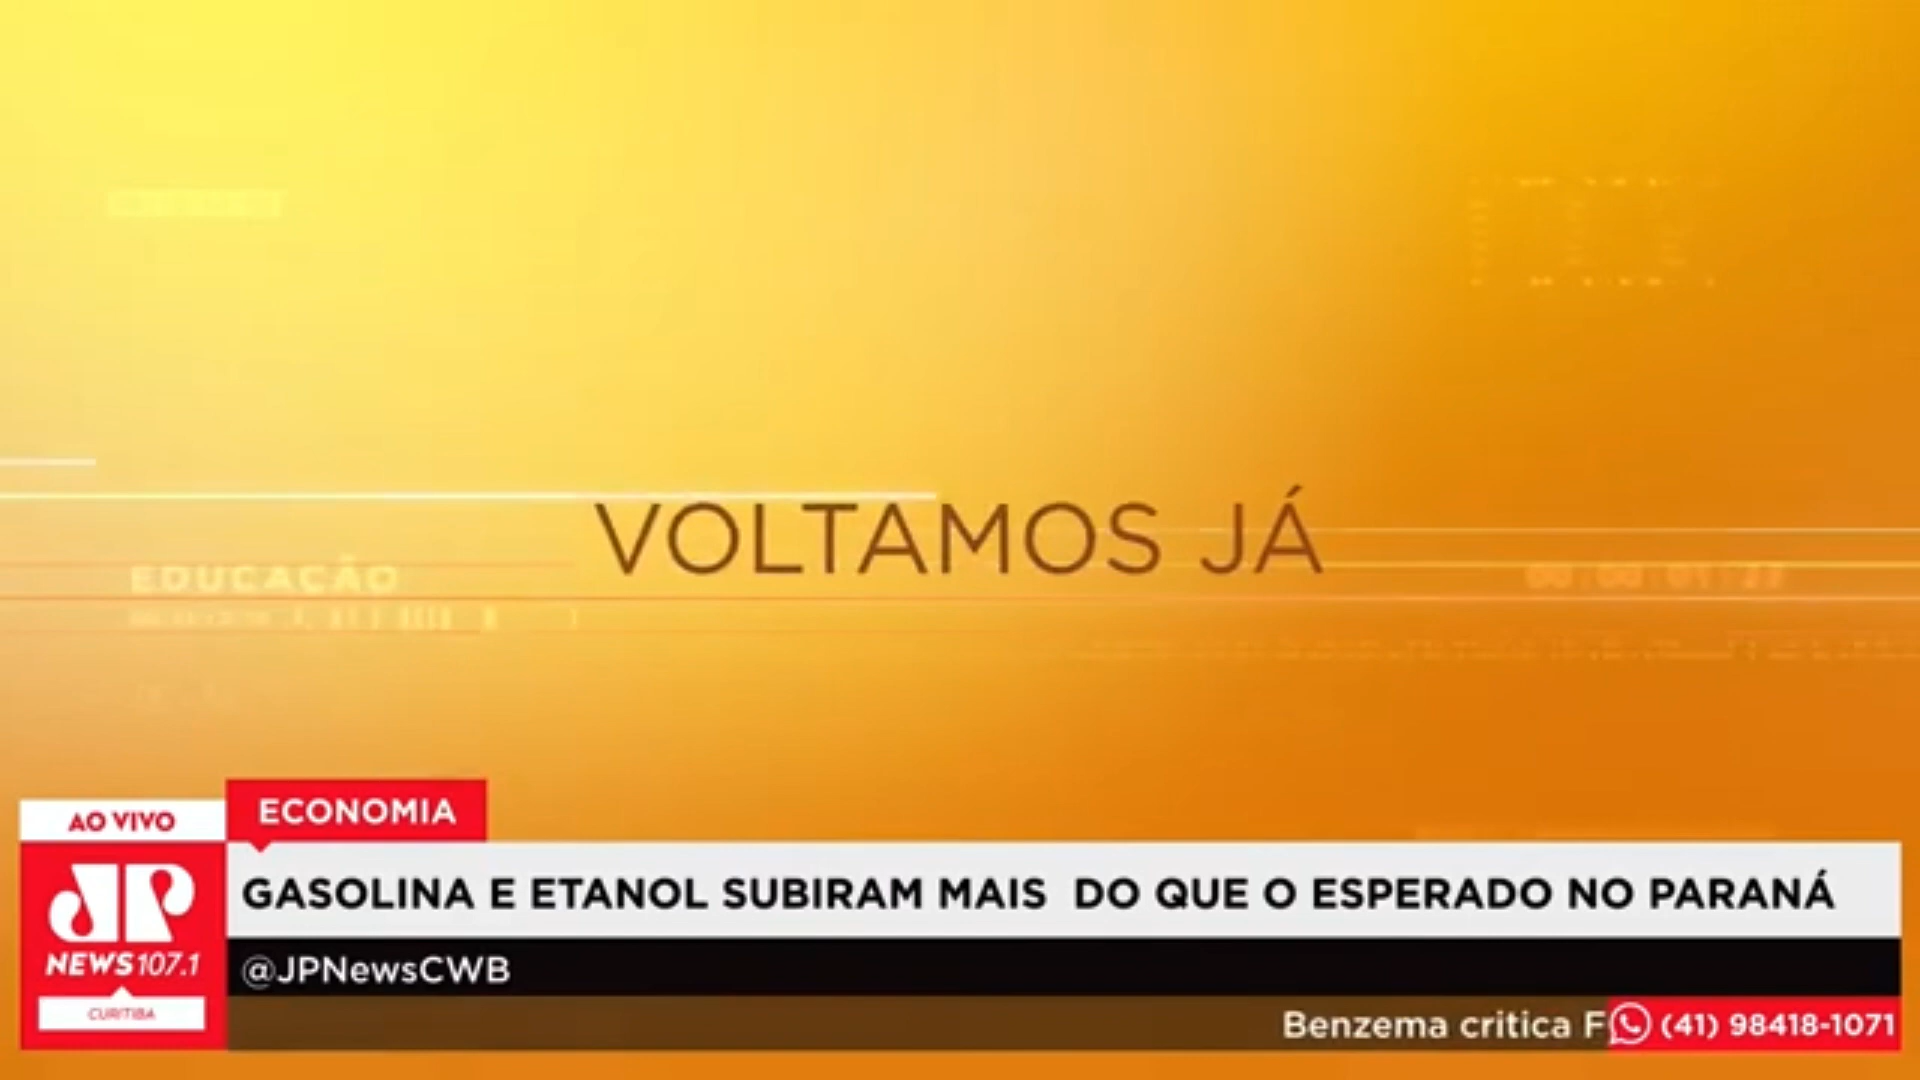 VOLTAMOS JÁ
EDUCAÇÃO
AO VIVO
ECONOMIA
JP
NEWS 107.1
CURITIBA
GASOLINA E ETANOL SUBIRAM MAIS  DO QUE O ESPERADO NO PARANÁ
@JPNewsCWB
Benzema critica F
(41) 98418-1071